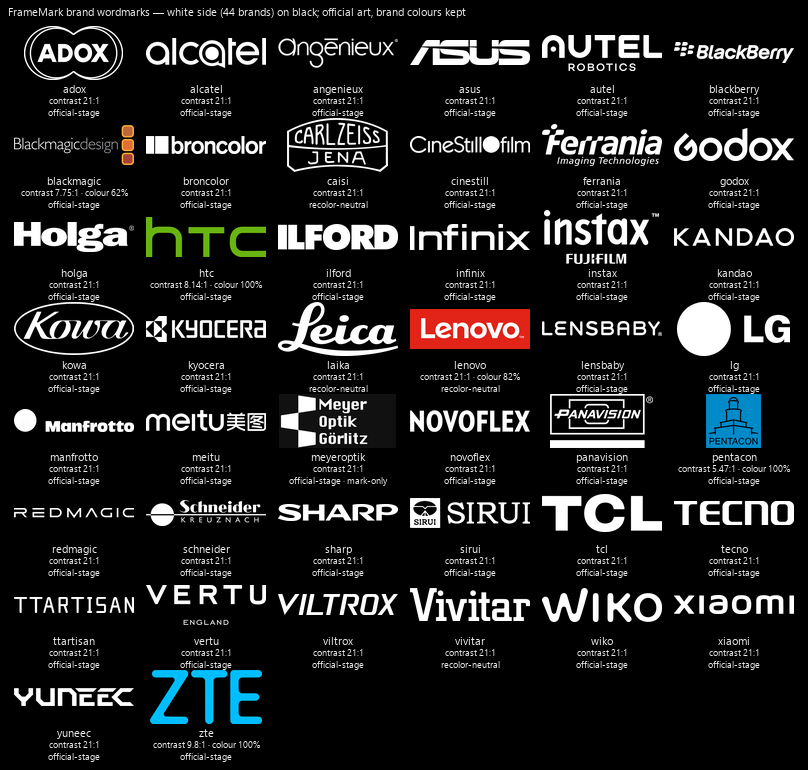 FrameMark brand wordmarks — white side (44 brands) on black; official art, brand colours kept
ADOX alcatel angénieux® ASUS AUTEL ROBOTICS BlackBerry
adox alcatel angenieux asus autel blackberry
contrast 21:1 contrast 21:1 contrast 21:1 contrast 21:1 contrast 21:1 contrast 21:1
official-stage official-stage official-stage official-stage official-stage official-stage
Blackmagicdesign broncolor CARL ZEISS JENA CineStill film Ferrania Imaging Technologies Godox
blackmagic broncolor caisi cinestill ferrania godox
contrast 7.75:1 · colour 62% contrast 21:1 contrast 21:1 contrast 21:1 contrast 21:1 contrast 21:1
official-stage official-stage recolor-neutral official-stage official-stage official-stage
Holga® hTC ILFORD Infinix instax™ FUJIFILM KANDAO
holga htc ilford infinix instax kandao
contrast 21:1 contrast 8.14:1 · colour 100% contrast 21:1 contrast 21:1 contrast 21:1 contrast 21:1
official-stage official-stage official-stage official-stage official-stage official-stage
Kowa KYOCERA Leica Lenovo™ LENSBABY® LG
kowa kyocera laika lenovo lensbaby lg
contrast 21:1 contrast 21:1 contrast 21:1 contrast 21:1 · colour 82% contrast 21:1 contrast 21:1
official-stage official-stage recolor-neutral recolor-neutral official-stage official-stage
Manfrotto meitu美图 Meyer Optik Görlitz NOVOFLEX PANAVISION® PENTACON
manfrotto meitu meyeroptik novoflex panavision pentacon
contrast 21:1 contrast 21:1 contrast 21:1 contrast 21:1 contrast 21:1 contrast 5.47:1 · colour 100%
official-stage official-stage official-stage · mark-only official-stage official-stage official-stage
REDMAGIC Schneider KREUZNACH SHARP SIRUI SIRUI TCL TECNO
redmagic schneider sharp sirui tcl tecno
contrast 21:1 contrast 21:1 contrast 21:1 contrast 21:1 contrast 21:1 contrast 21:1
official-stage official-stage official-stage official-stage official-stage official-stage
TTARTISAN VERTU ENGLAND VILTROX Vivitar WIKO xiaomi
ttartisan vertu viltrox vivitar wiko xiaomi
contrast 21:1 contrast 21:1 contrast 21:1 contrast 21:1 contrast 21:1 contrast 21:1
official-stage official-stage official-stage recolor-neutral official-stage official-stage
YUNEEC ZTE
yuneec zte
contrast 21:1 contrast 9.8:1 · colour 100%
official-stage official-stage